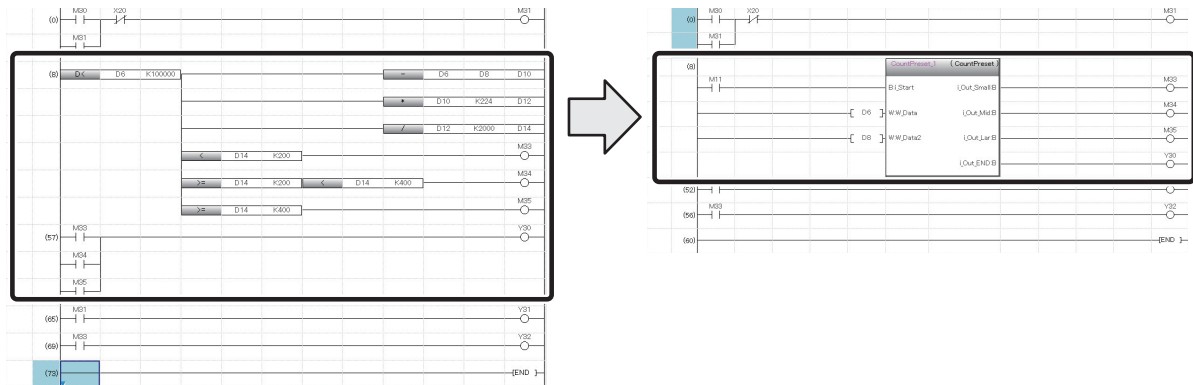 M30 X20 M31
(0)
M31
(8) D< D6 K100000 - D6 D8 D10
* D10 K224 D12
/ D12 K2000 D14
M33
< D14 K200
M34
>= D14 K200 < D14 K400
M35
>= D14 K400
M33 Y30
(57)
M34
M35
M31 Y31
(65)
M33 Y32
(69)
(73) [END ]
M30 X20 M31
(0)
M31
(8) CountPreset_1 (CountPreset)
M11 M33
B:i_Start i_Out_Small:B
M34
[ D6 ] W:W_Data i_Out_Mid:B
M35
[ D8 ] W:W_Data2 i_Out_Lar:B
Y30
i_Out_END:B
(52)
M33 Y32
(56)
(60) [END ]